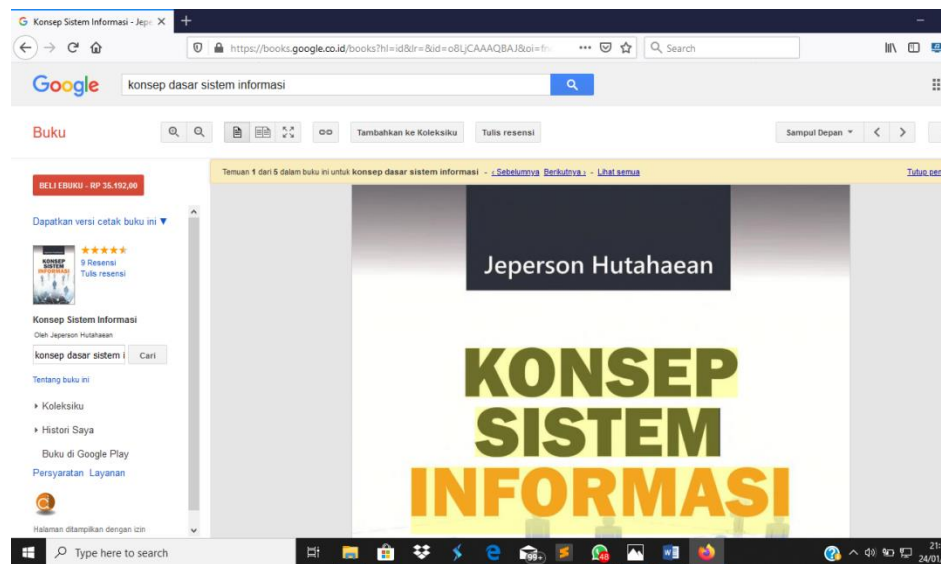 Konsep Sistem Informasi - Jepe
https://books.google.co.id/books?hl=id&lr=&id=o8LjCAAAQBAJ&oi=fn
Search
Google
konsep dasar sistem informasi
Buku
Tambahkan ke Koleksiku
Tulis resensi
Sampul Depan
BELI EBUKU - RP 35.192,00
Temuan 1 dari 5 dalam buku ini untuk konsep dasar sistem informasi - ‹ Sebelumnya Berikutnya › - Lihat semua
Tutup pen
Dapatkan versi cetak buku ini ▼
9 Resensi
Tulis resensi
Konsep Sistem Informasi
Oleh Jeperson Hutahaean
konsep dasar sistem i
Cari
Tentang buku ini
Koleksiku
Histori Saya
Buku di Google Play
Persyaratan Layanan
Halaman ditampilkan dengan izin
Jeperson Hutahaean
KONSEP
SISTEM
INFORMASI
Type here to search
99+
48
21:
24/01